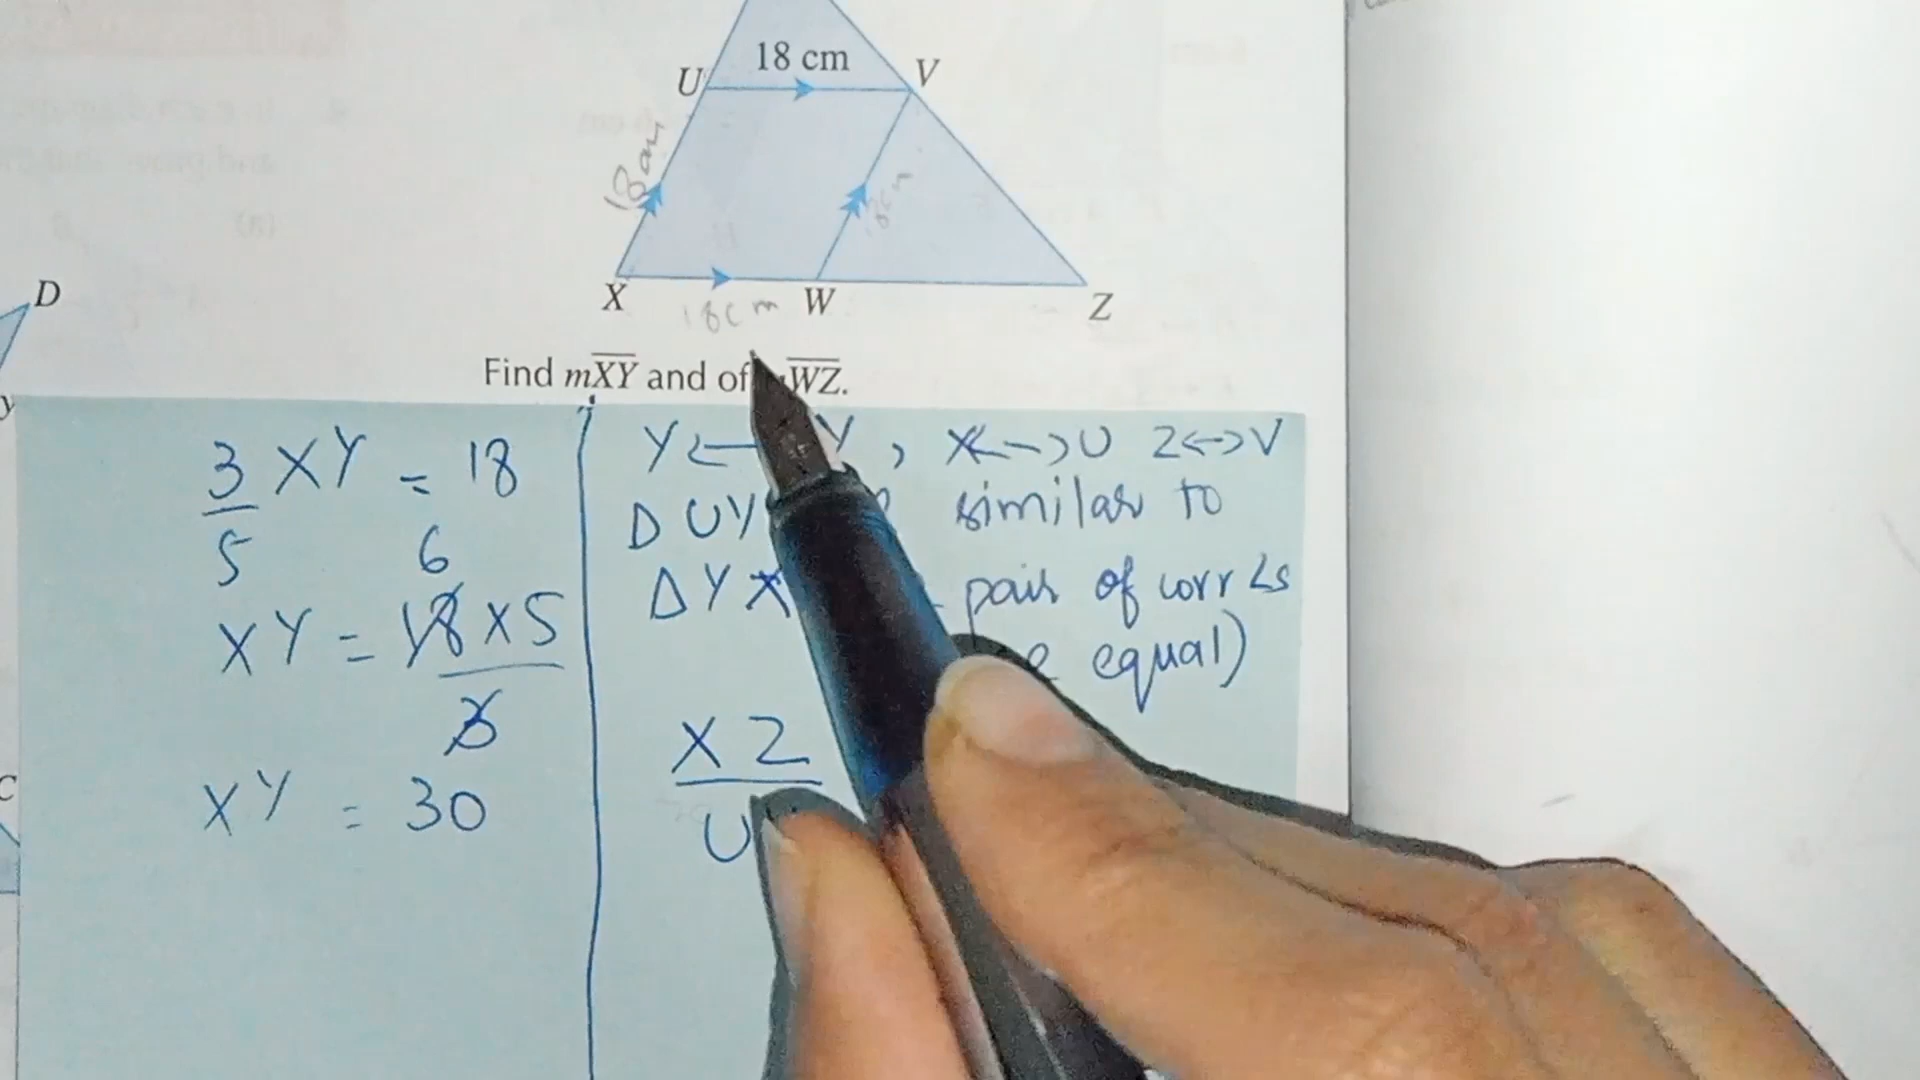 18 cm
U
V
18cm
18cm
X
W
Z
18cm
D
Find mXY and of WZ.
y
C
3 XY = 18
5
6
XY = 18 x 5
3
XY = 30
Y Y , X<->U Z<->V
similar to
pair of corr ∠s
equal)
XZ
U